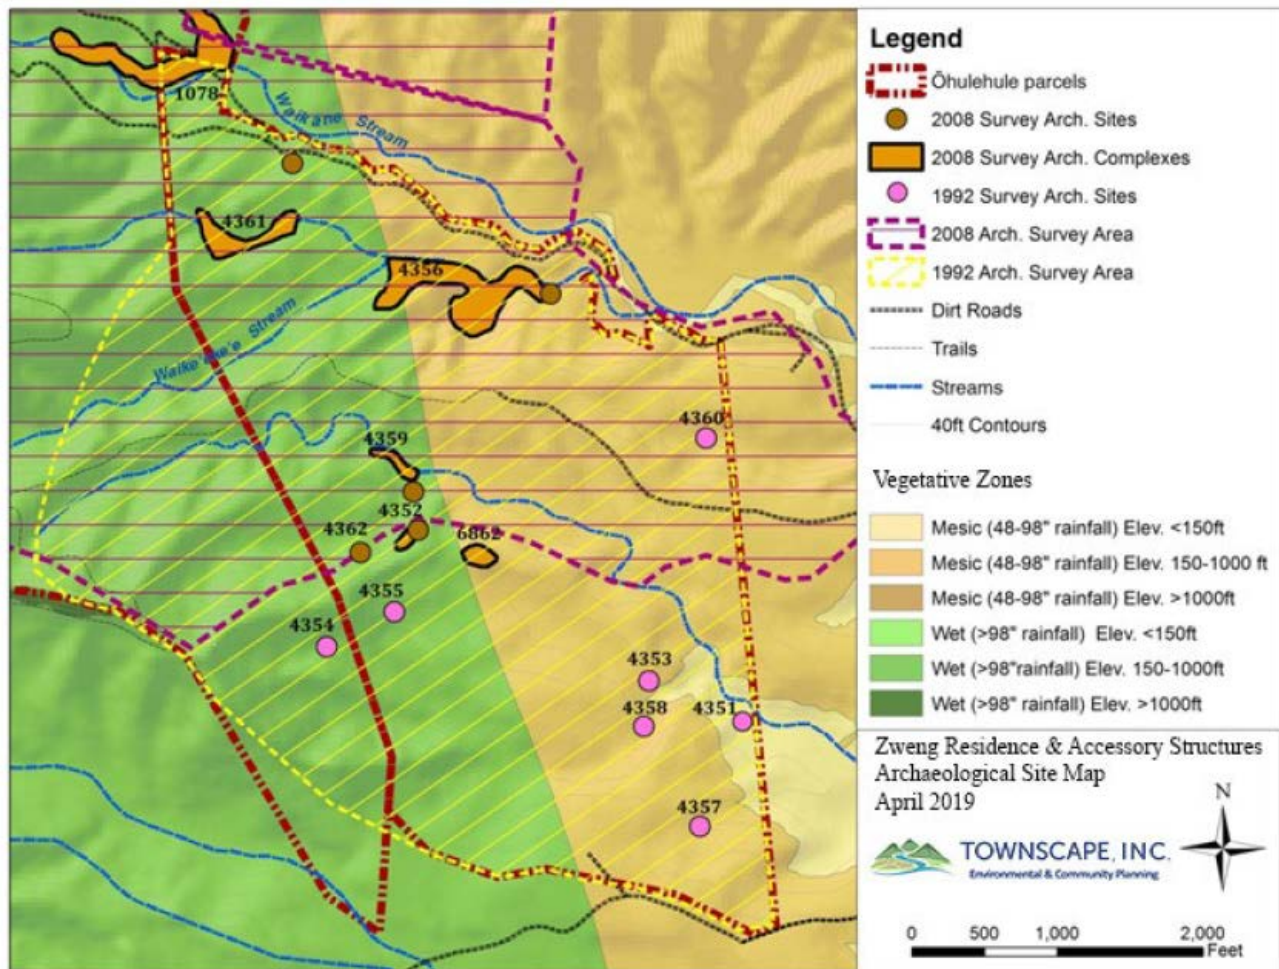 1078
Waikāne Stream
4361
4356
Stream
4360
4359
4352
4362
6862
4355
4354
4353
4358
4351
4357
Legend
Ōhulehule parcels
2008 Survey Arch. Sites
2008 Survey Arch. Complexes
1992 Survey Arch. Sites
2008 Arch. Survey Area
1992 Arch. Survey Area
Dirt Roads
Trails
Streams
40ft Contours
Vegetative Zones
Mesic (48-98" rainfall) Elev. <150ft
Mesic (48-98" rainfall) Elev. 150-1000 ft
Mesic (48-98" rainfall) Elev. >1000ft
Wet (>98" rainfall) Elev. <150ft
Wet (>98"rainfall) Elev. 150-1000ft
Wet (>98" rainfall) Elev. >1000ft
Zweng Residence & Accessory Structures
Archaeological Site Map
April 2019
N
TOWNSCAPE, INC.
Environmental & Community Planning
0 500 1,000 2,000
Feet